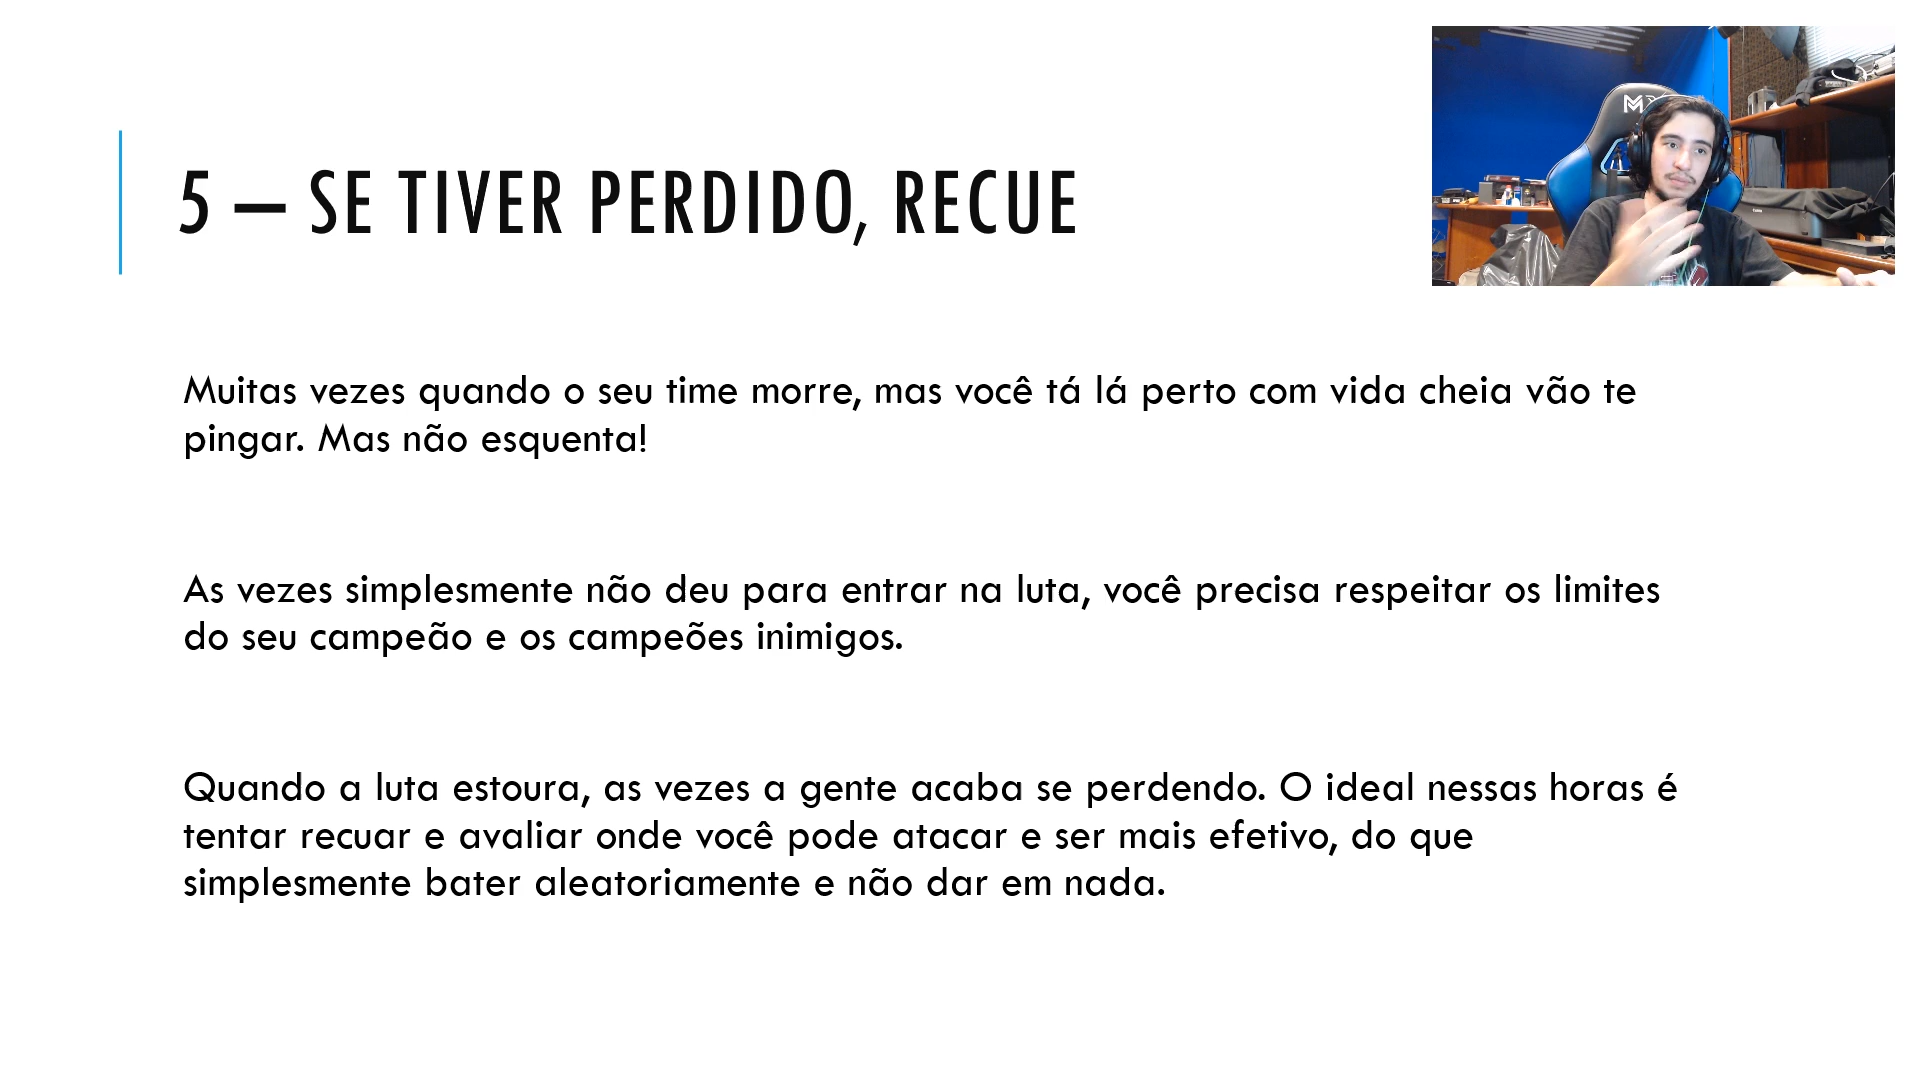 5 – SE TIVER PERDIDO, RECUE
Muitas vezes quando o seu time morre, mas você tá lá perto com vida cheia vão te
pingar. Mas não esquenta!
As vezes simplesmente não deu para entrar na luta, você precisa respeitar os limites
do seu campeão e os campeões inimigos.
Quando a luta estoura, as vezes a gente acaba se perdendo. O ideal nessas horas é
tentar recuar e avaliar onde você pode atacar e ser mais efetivo, do que
simplesmente bater aleatoriamente e não dar em nada.